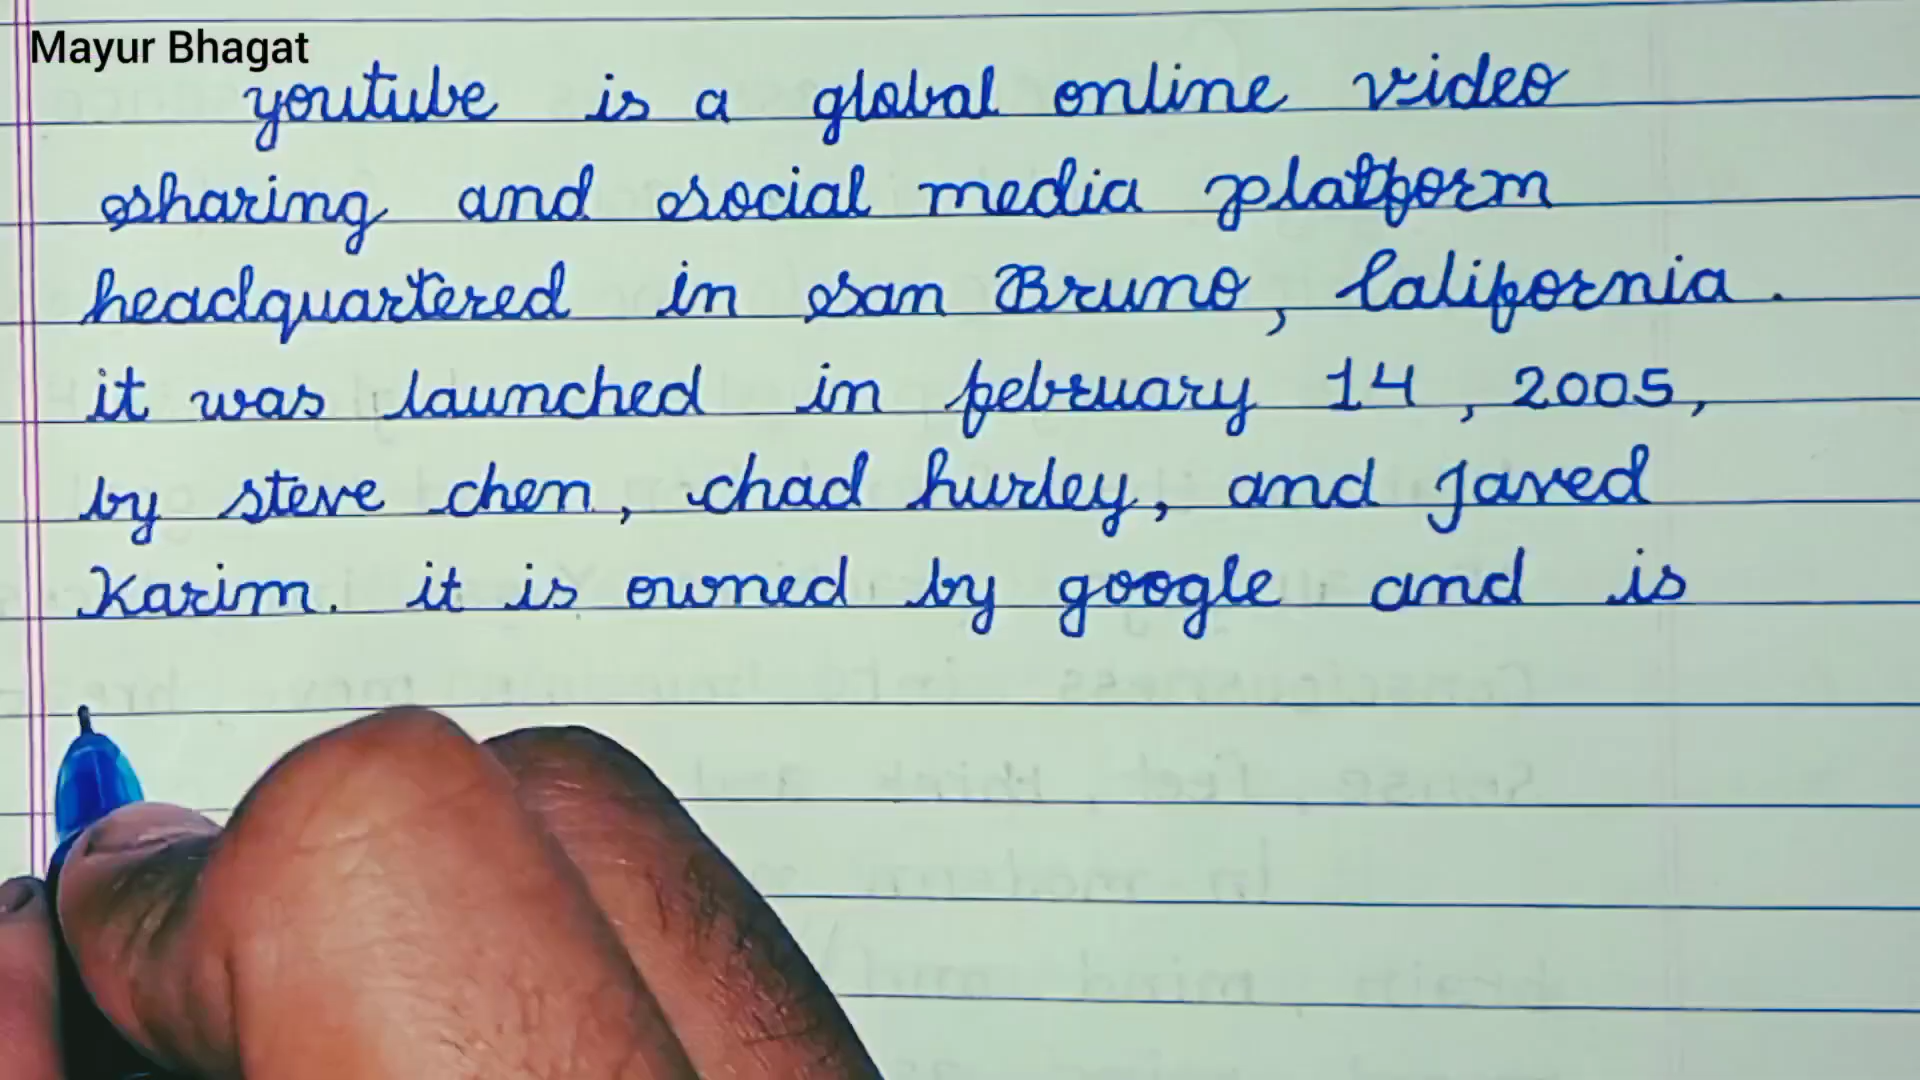 Mayur Bhagat
youtube is a global online video
sharing and social media platform
headquartered in san Bruno, California.
it was launched in february 14, 2005,
by steve chen, chad hurley, and Jawed
Karim. it is owned by google and is